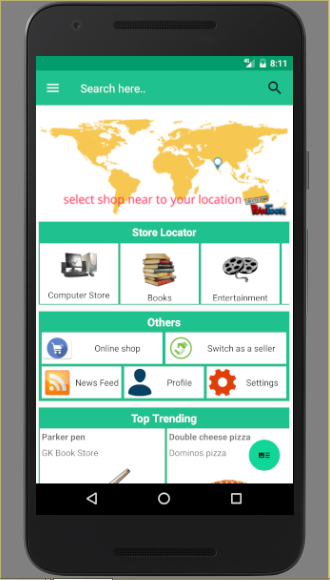 8:11
Search here..
select shop near to your location
Store Locator
Computer Store
Books
Entertainment
Others
Online shop
Switch as a seller
News Feed
Profile
Settings
Top Trending
Parker pen
Double cheese pizza
GK Book Store
Dominos pizza